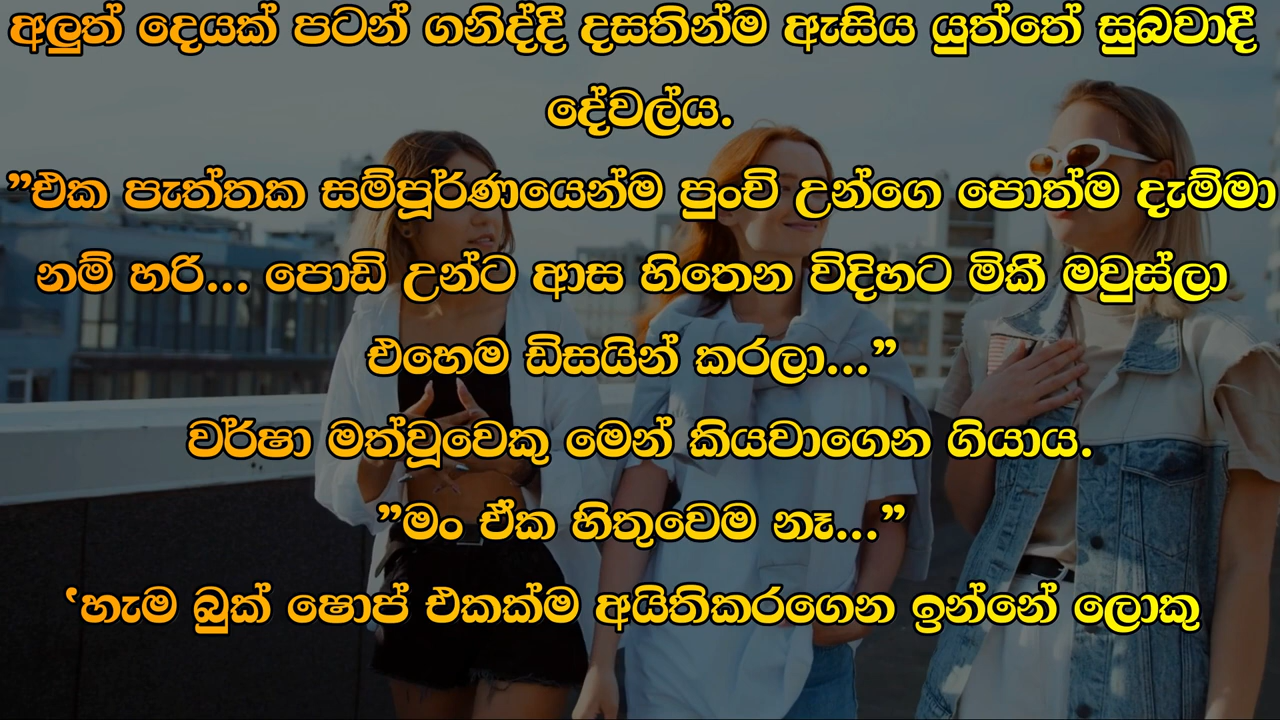 අලුත් දෙයක් පටන් ගනිද්දී දසතින්ම ඇසිය යුත්තේ සුබවාදී
දේවල්ය.
”එක පැත්තක සම්පූර්ණයෙන්ම පුංචි උන්ගෙ පොත්ම දැම්මා
නම් හරි... පොඩි උන්ට ආස හිතෙන විදිහට මිකී මවුස්ලා
එහෙම ඩිසයින් කරලා...”
වර්ෂා මත්වූවෙකු මෙන් කියවාගෙන ගියාය.
”මං ඒක හිතුවෙම නෑ...”
‛හැම බුක් ෂොප් එකක්ම අයිතිකරගෙන ඉන්නේ ලොකු